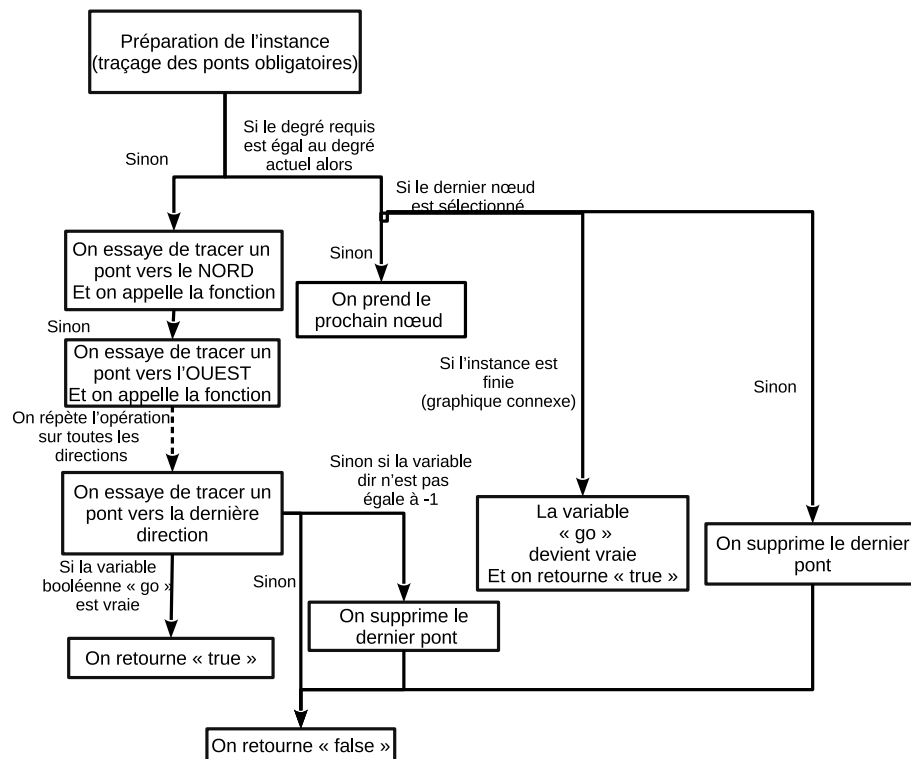 Préparation de l'instance
(traçage des ponts obligatoires)
Si le degré requis
est égal au degré
actuel alors
Sinon
Si le dernier nœud
est sélectionné
On essaye de tracer un
pont vers le NORD
Et on appelle la fonction
Sinon
On prend le
prochain nœud
Sinon
On essaye de tracer un
pont vers l'OUEST
Et on appelle la fonction
Si l'instance est
finie
(graphique connexe)
Sinon
On répète l'opération
sur toutes les
directions
Sinon si la variable
dir n'est pas
égale à -1
On essaye de tracer un
pont vers la dernière
direction
La variable
« go »
devient vraie
Et on retourne « true »
On supprime le dernier
pont
Si la variable
booléenne « go »
est vraie
Sinon
On supprime le
dernier pont
On retourne « true »
On retourne « false »